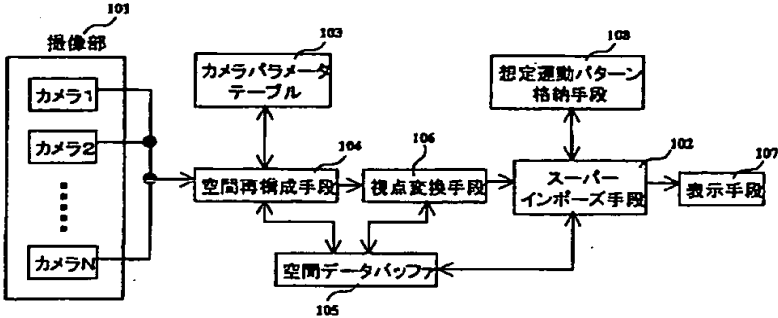 101
撮像部
カメラ1
カメラ2
カメラN
103
カメラパラメータ
テーブル
104
空間再構成手段
106
視点変換手段
空間データバッファ
105
108
想定運動パターン
格納手段
102
スーパー
インポーズ手段
107
表示手段